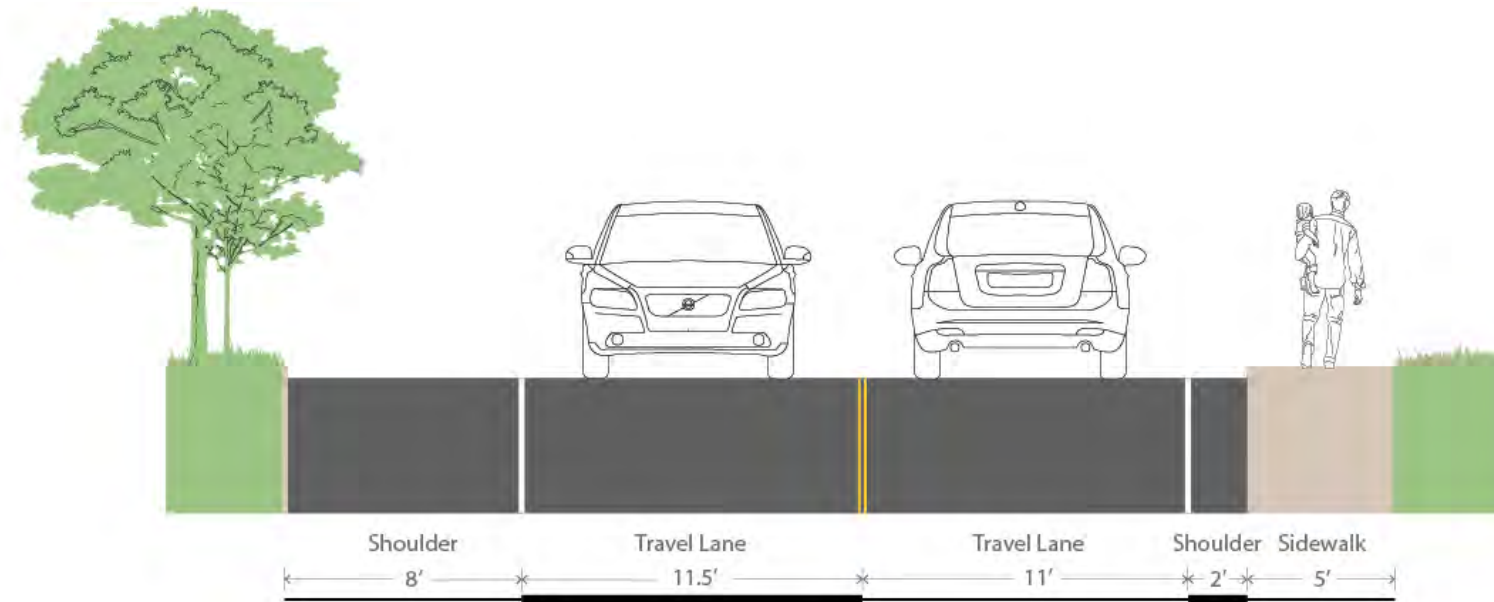 Shoulder Travel Lane Travel Lane Shoulder Sidewalk
8’ 11.5’ 11’ 2’ 5’